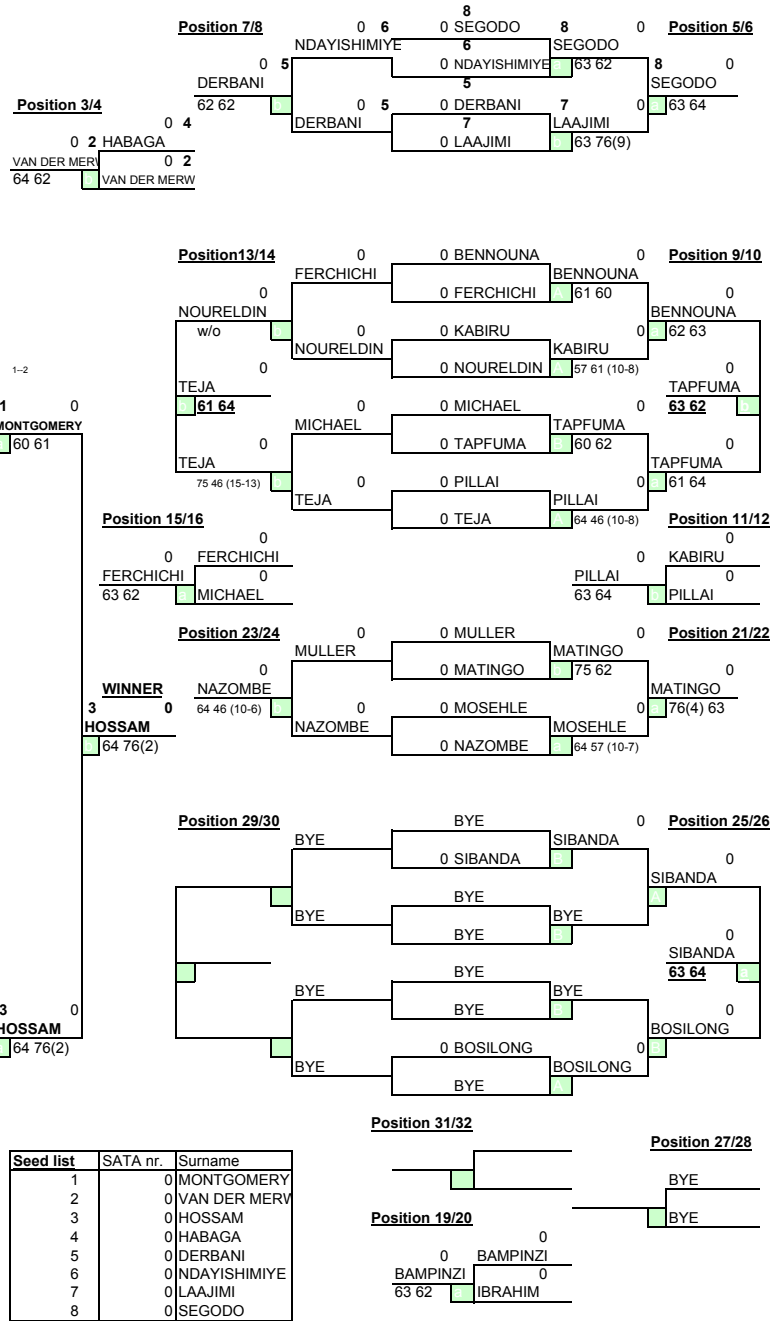 8
Position 7/8 0 6 0 SEGODO 8 0 Position 5/6
NDAYISHIMIYE 6 SEGODO
0 5 0 NDAYISHIMIYE a 63 62 8 0
DERBANI 5 SEGODO
62 62 b 0 5 0 DERBANI 7 0 a 63 64
Position 3/4 DERBANI 7 LAAJIMI
0 4 0 LAAJIMI b 63 76(9)
0 2 HABAGA
VAN DER MERW 0 2
64 62 b VAN DER MERW
Position13/14 0 0 BENNOUNA 0 Position 9/10
FERCHICHI BENNOUNA
0 0 FERCHICHI A 61 60 0
NOURELDIN BENNOUNA
w/o b 0 0 KABIRU 0 a 62 63
NOURELDIN KABIRU
1--2 0 0 NOURELDIN A 57 61 (10-8) 0
TEJA TAPFUMA
1 0 b 61 64 0 0 MICHAEL 0 63 62 b
MONTGOMERY MICHAEL TAPFUMA
60 61 0 0 TAPFUMA B 60 62 0
TEJA TAPFUMA
75 46 (15-13) b 0 0 PILLAI 0 a 61 64
TEJA PILLAI
Position 15/16 0 TEJA A 64 46 (10-8) Position 11/12
0 0
0 FERCHICHI 0 KABIRU
FERCHICHI 0 PILLAI 0
63 62 a MICHAEL 63 64 b PILLAI
Position 23/24 0 0 MULLER 0 Position 21/22
MULLER MATINGO
0 0 MATINGO a 75 62 0
WINNER NAZOMBE MATINGO
3 0 64 46 (10-6) b 0 MOSEHLE 0 a 76(4) 63
HOSSAM NAZOMBE MOSEHLE
b 64 76(2) 0 NAZOMBE a 64 57 (10-7)
Position 29/30 BYE 0 Position 25/26
BYE SIBANDA
0 SIBANDA B 0
SIBANDA
BYE A
BYE BYE
BYE B 0
SIBANDA
BYE 63 64 a
BYE BYE
3 0 BYE B 0
HOSSAM BOSILONG
64 76(2) 0 BOSILONG 0 B
BYE BOSILONG
BYE A
Position 31/32
Position 27/28
Seed list SATA nr. Surname
1 0 MONTGOMERY BYE
2 0 VAN DER MERW
3 0 HOSSAM Position 19/20 BYE
4 0 HABAGA 0
5 0 DERBANI 0 BAMPINZI
6 0 NDAYISHIMIYE BAMPINZI 0
7 0 LAAJIMI 63 62 a IBRAHIM
8 0 SEGODO